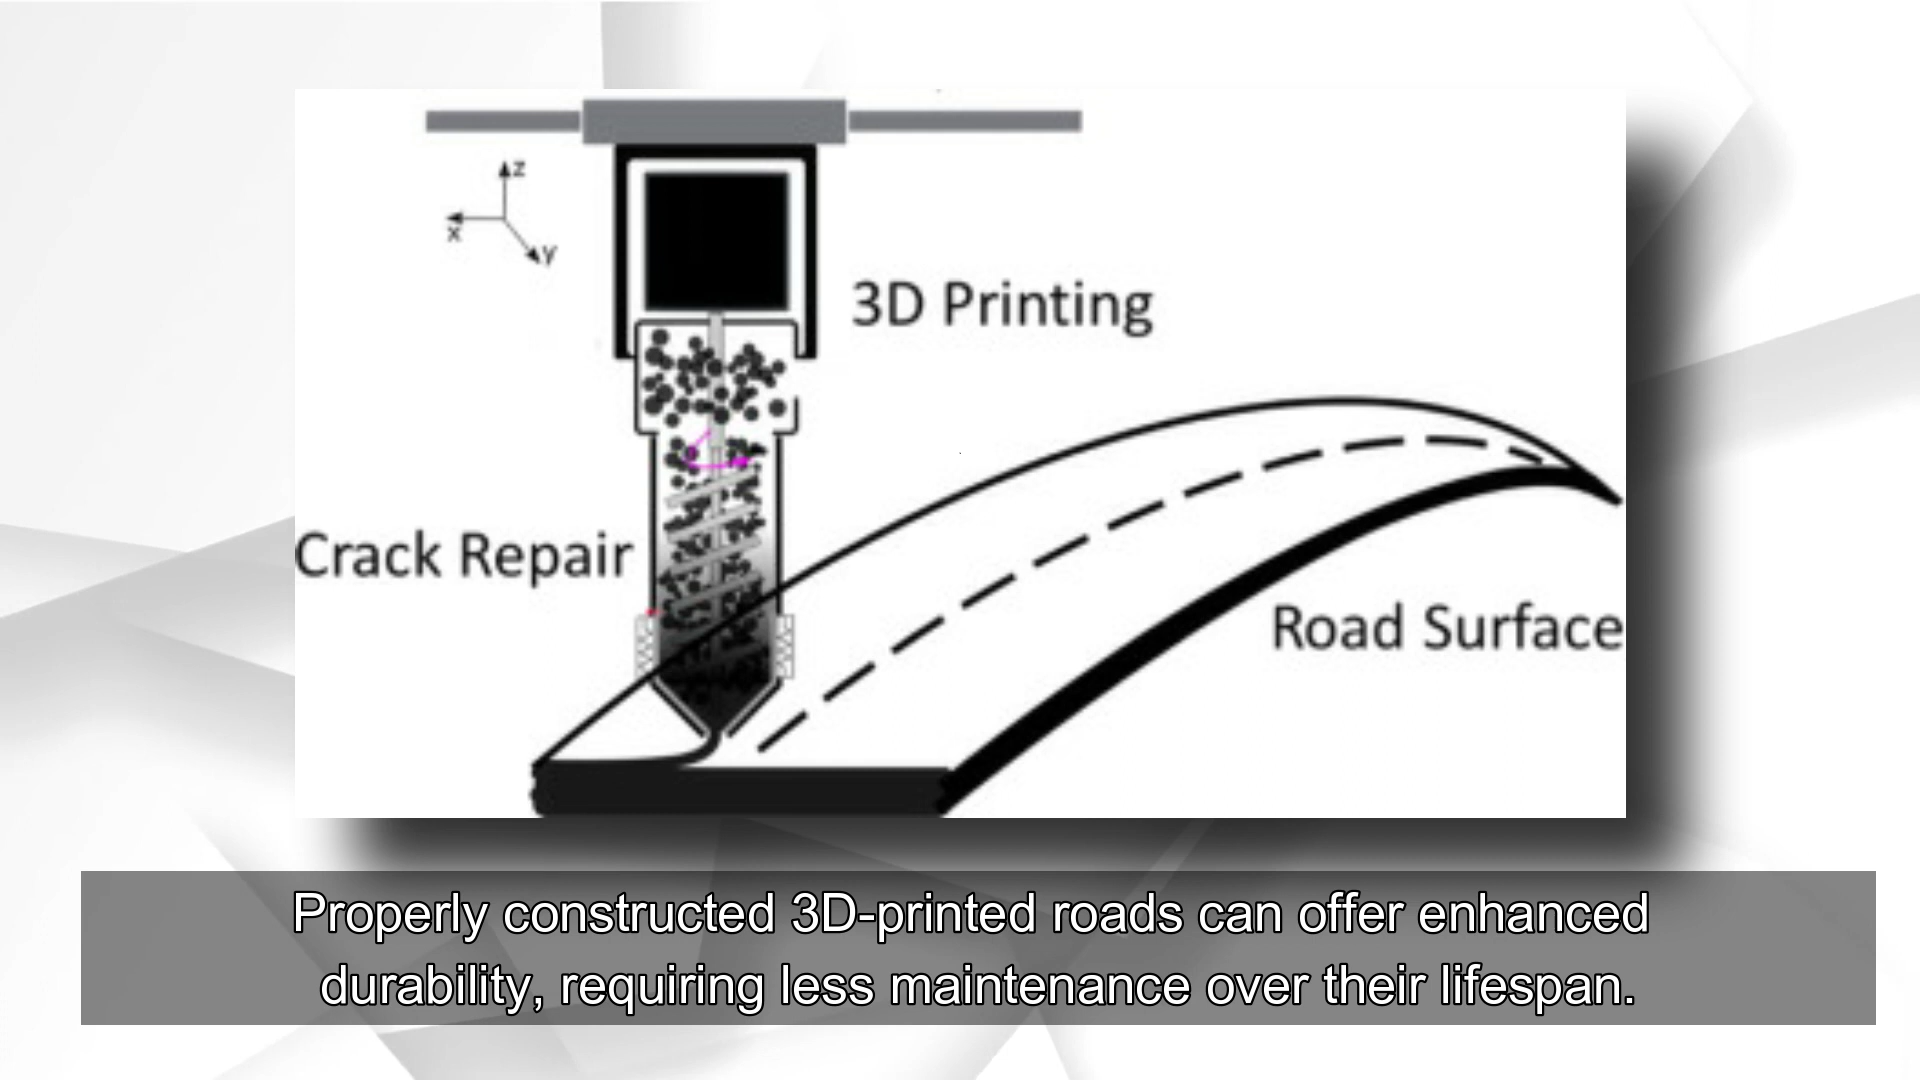 z
x
y
3D Printing
Crack Repair
Road Surface
Properly constructed 3D-printed roads can offer enhanced
durability, requiring less maintenance over their lifespan.